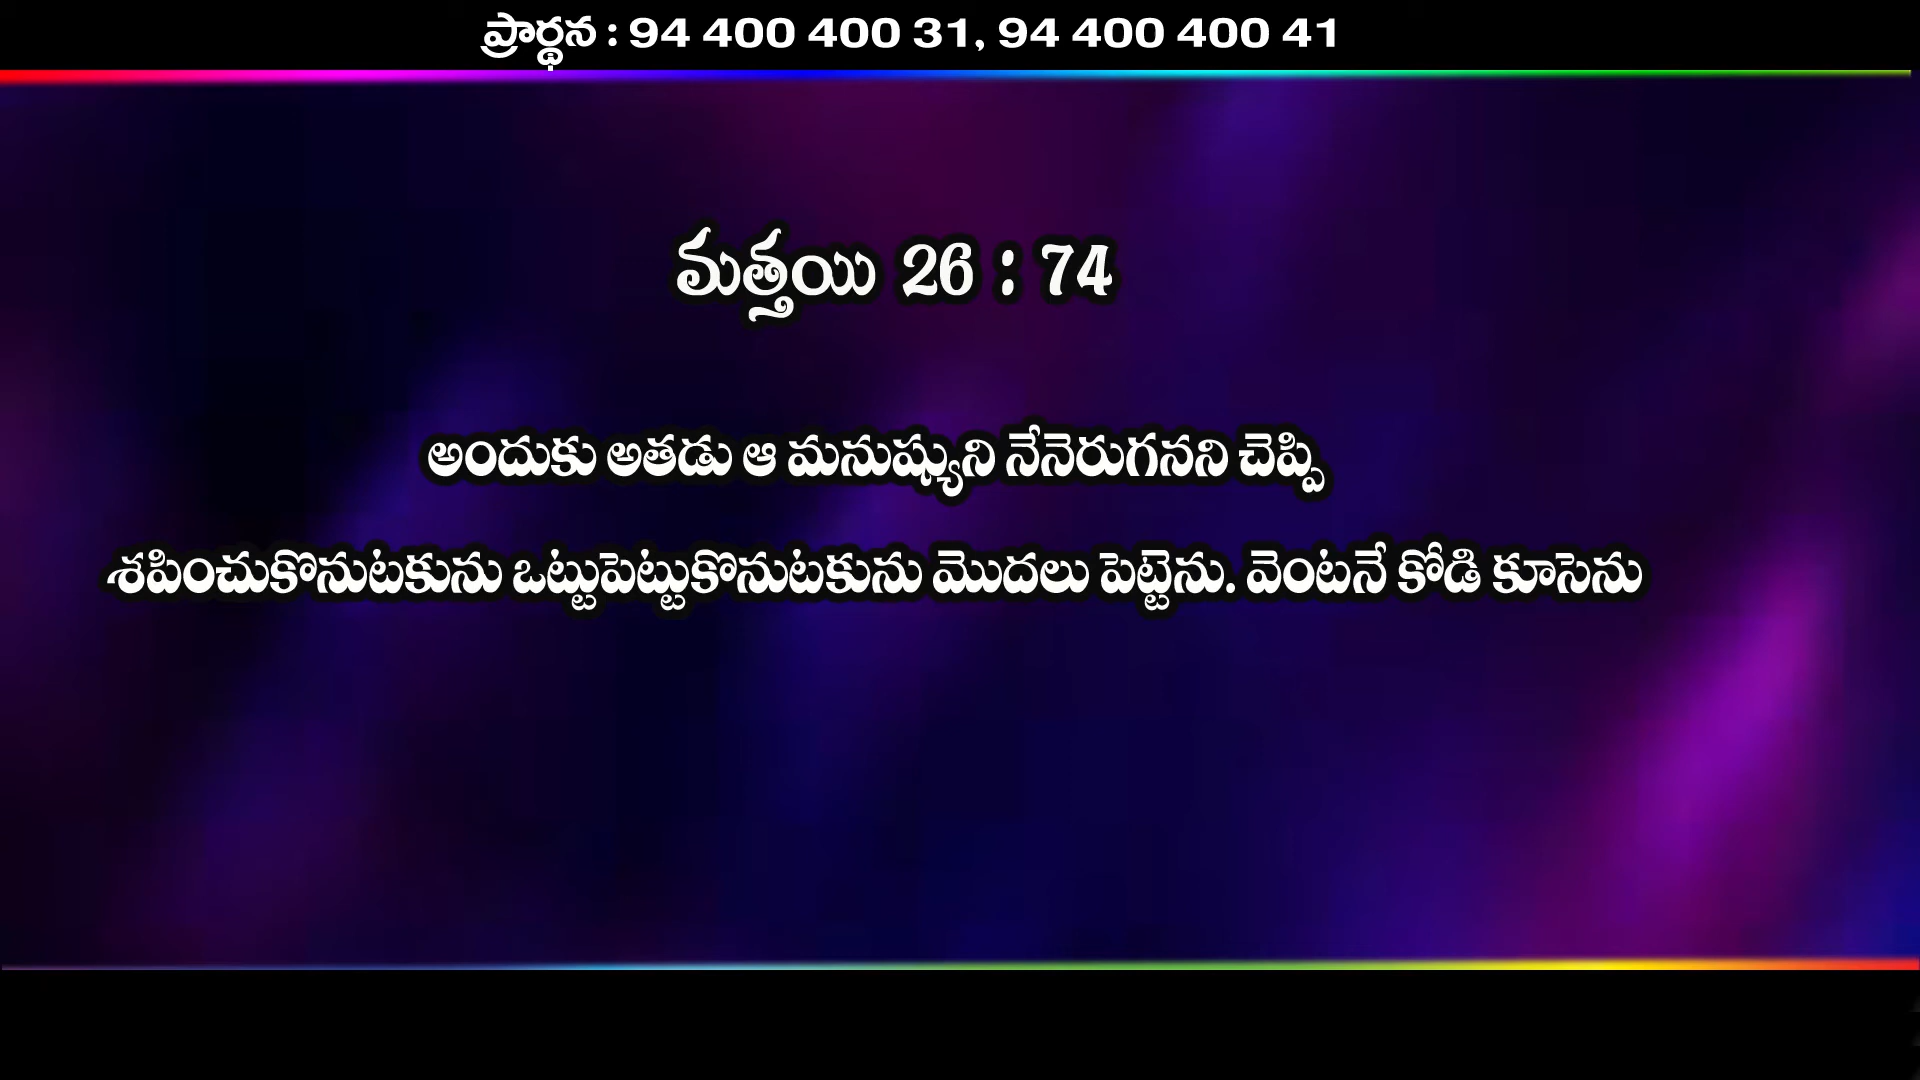 ప్రార్థన : 94 400 400 31, 94 400 400 41
మత్తయి 26 : 74
అందుకు అతడు ఆ మనుష్యుని నేనెరుగనని చెప్పి
శపించుకొనుటకును ఒట్టుపెట్టుకొనుటకును మొదలు పెట్టెను. వెంటనే కోడి కూసెను